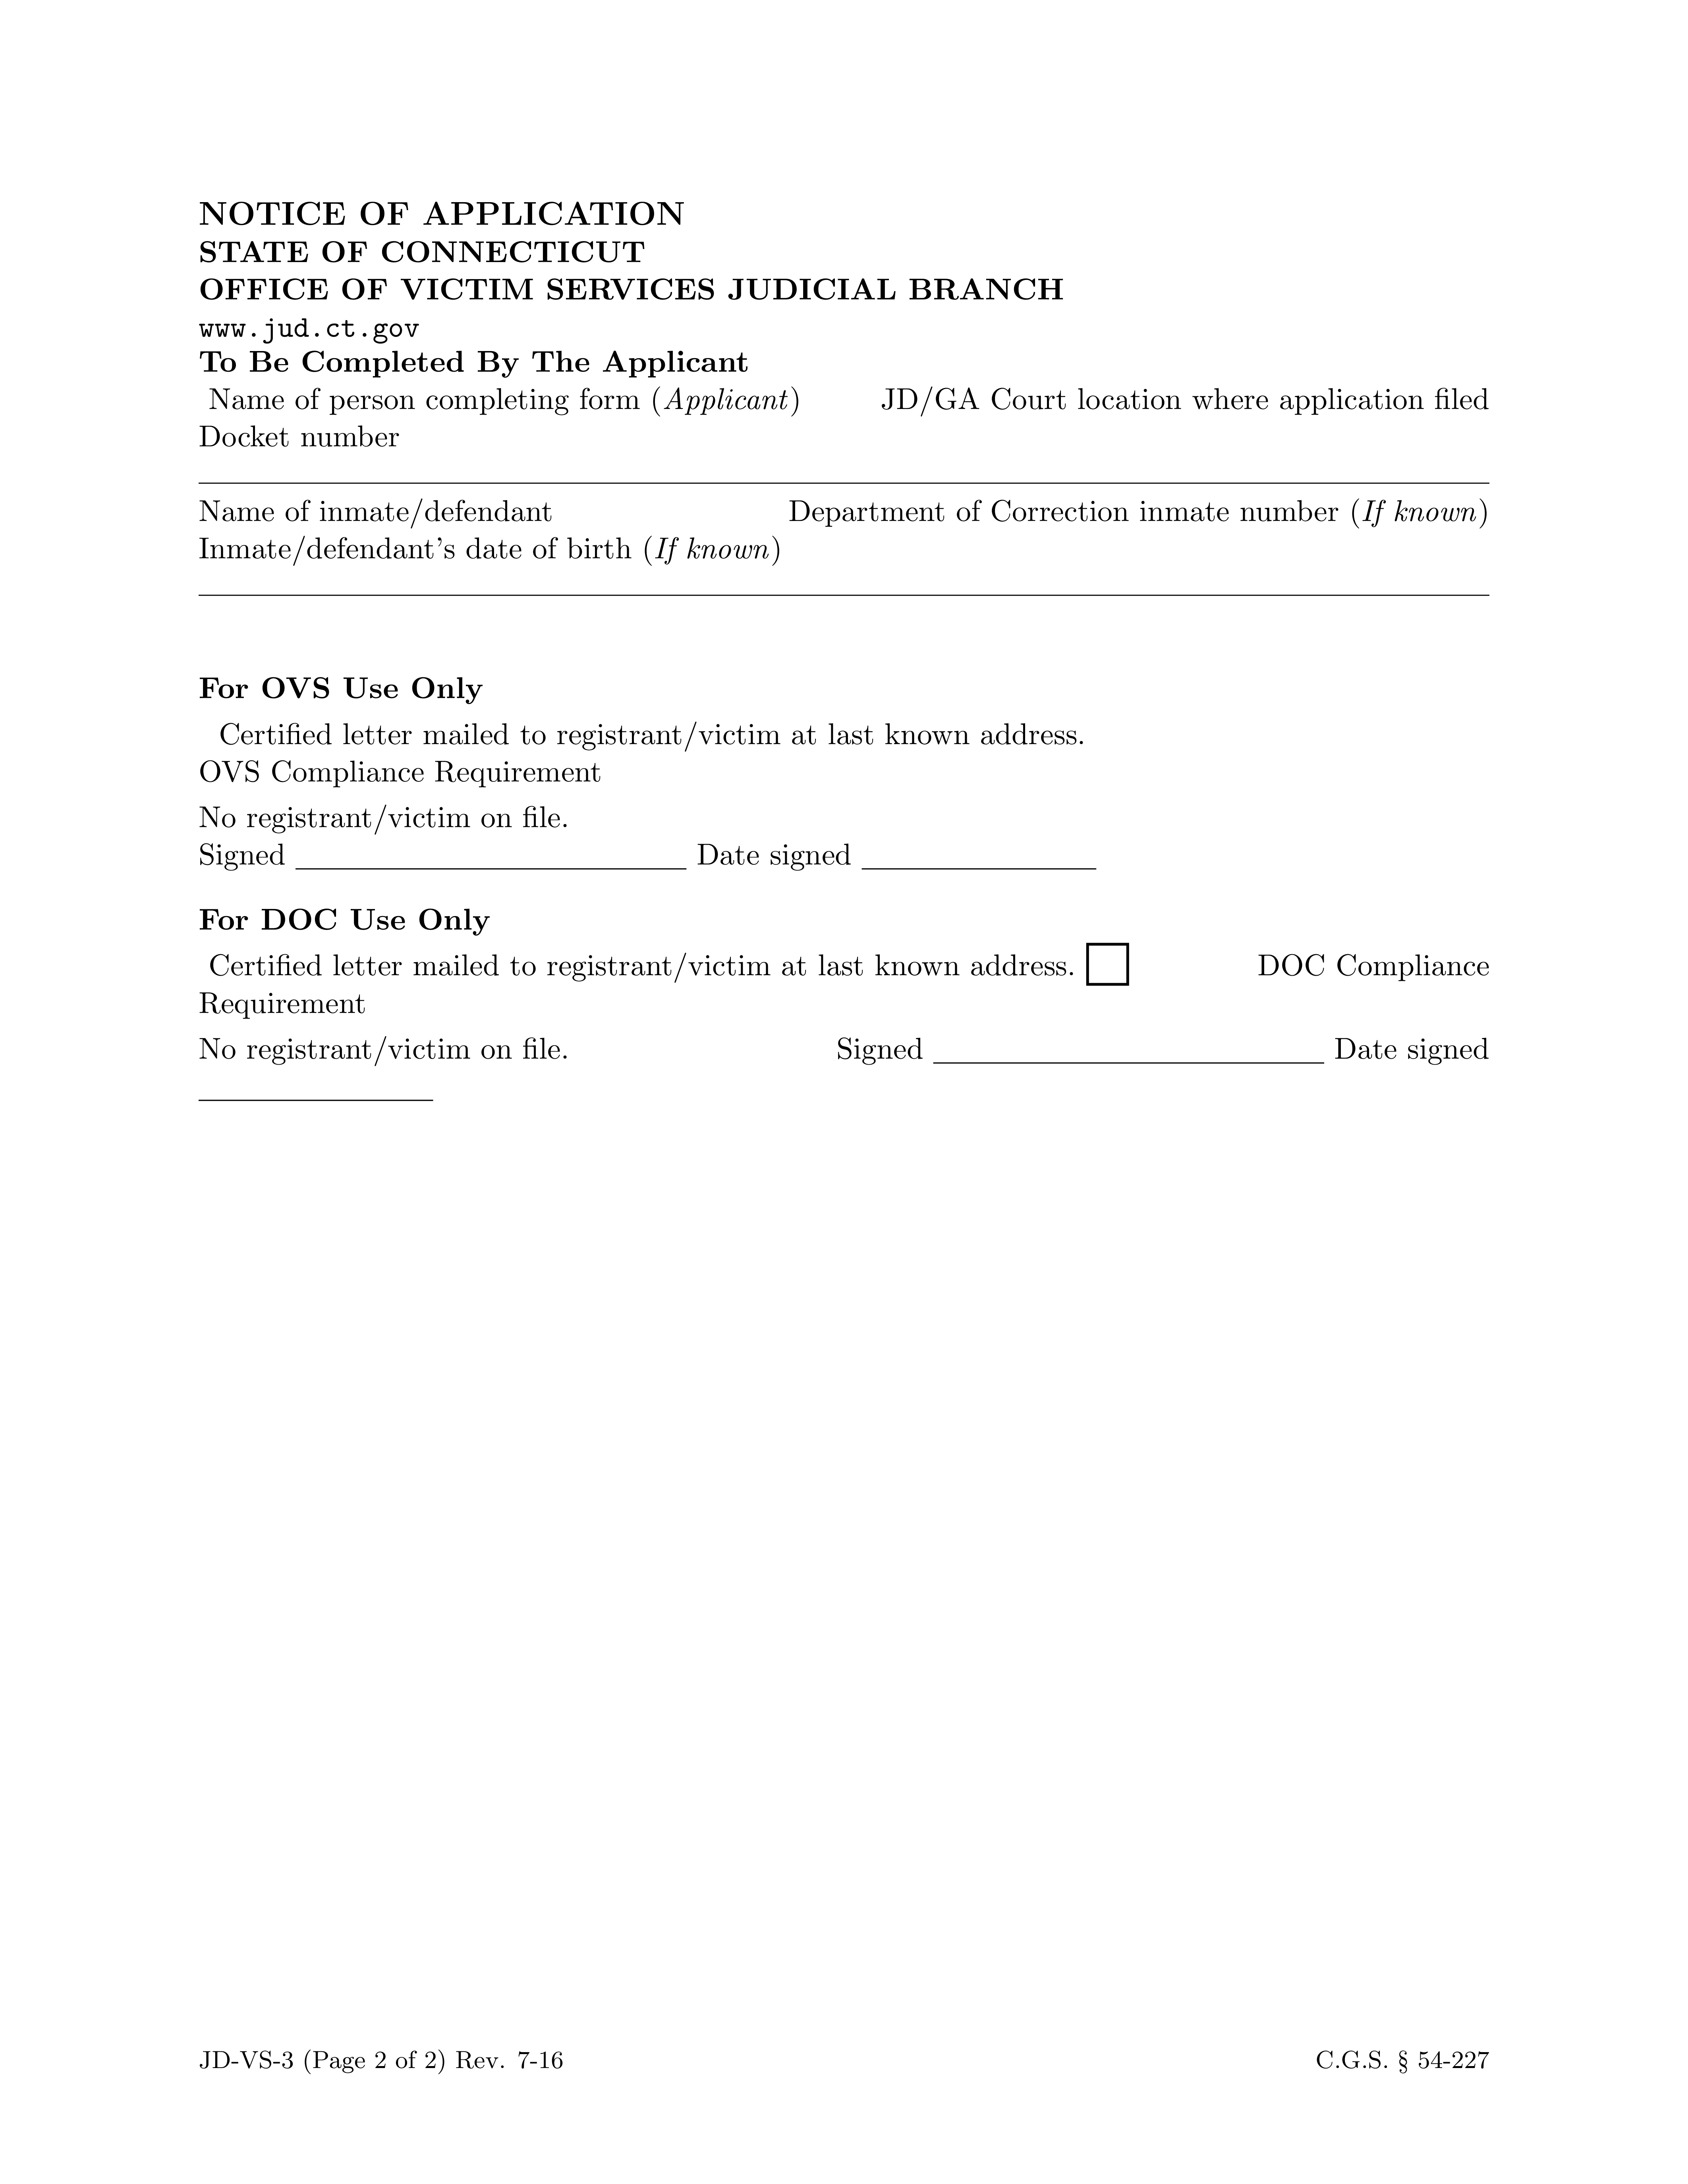 NOTICE OF APPLICATION
STATE OF CONNECTICUT
OFFICE OF VICTIM SERVICES JUDICIAL BRANCH
www.jud.ct.gov
To Be Completed By The Applicant
Name of person completing form (Applicant) JD/GA Court location where application filed
Docket number
Name of inmate/defendant Department of Correction inmate number (If known)
Inmate/defendant's date of birth (If known)
For OVS Use Only
Certified letter mailed to registrant/victim at last known address.
OVS Compliance Requirement
No registrant/victim on file.
Signed Date signed
For DOC Use Only
Certified letter mailed to registrant/victim at last known address. DOC Compliance
Requirement
No registrant/victim on file. Signed Date signed
JD-VS-3 (Page 2 of 2) Rev. 7-16 C.G.S. § 54-227